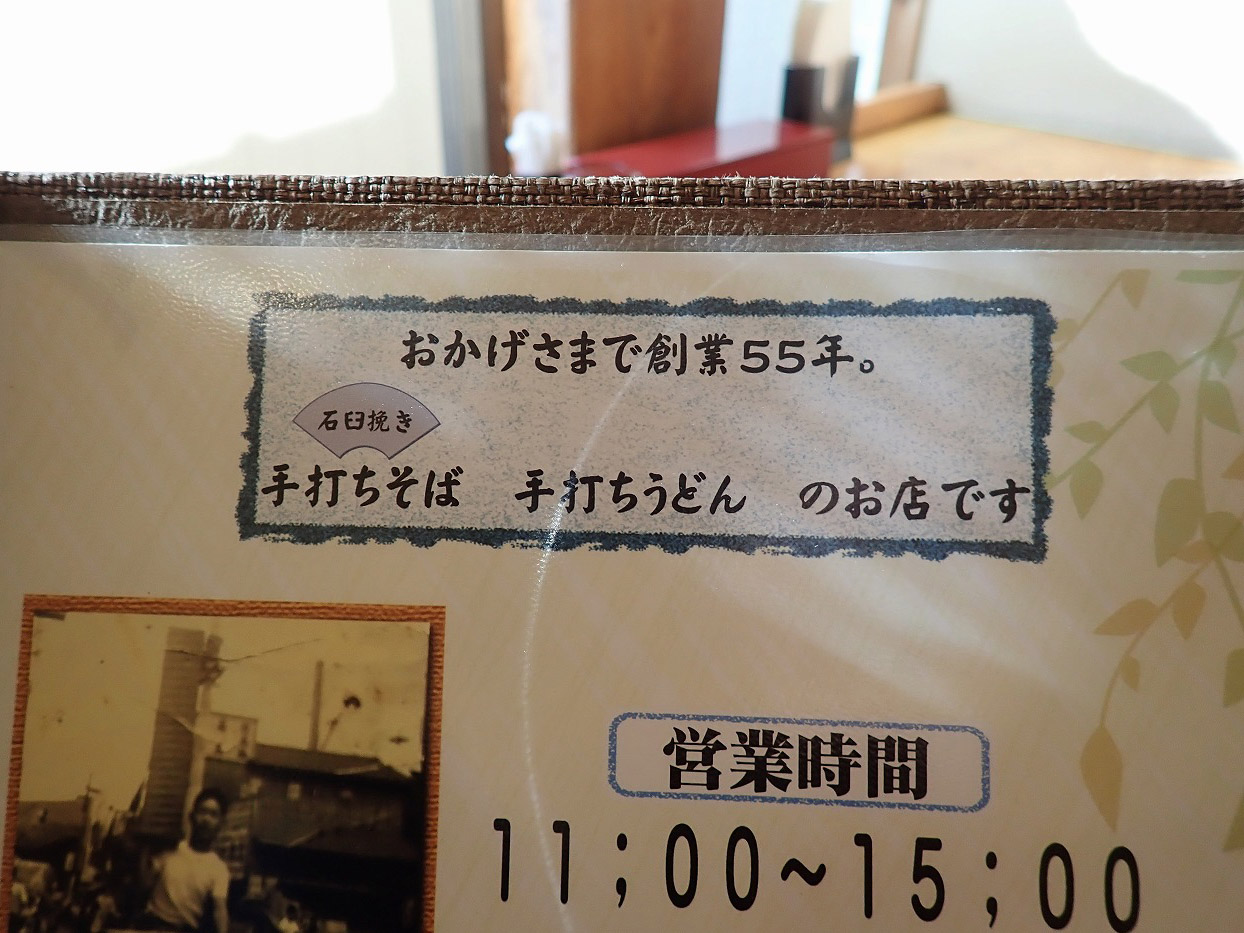 おかげさまで創業55年。
石臼挽き
手打ちそば 手打ちうどん のお店です
営業時間
11;00~15;00